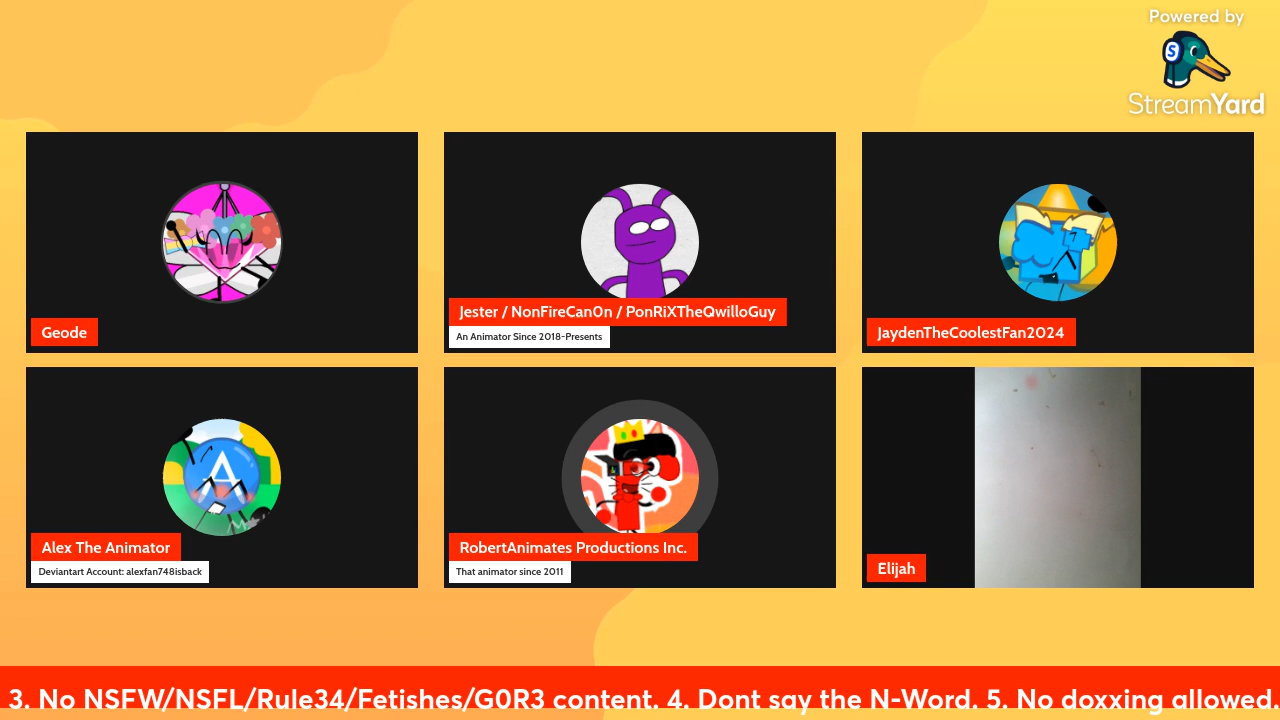 Powered by
StreamYard
Geode
Jester / NonFireCan0n / PonRiXTheQwilloGuy
An Animator Since 2018-Presents
JaydenTheCoolestFan2024
Alex The Animator
Deviantart Account: alexfan748isback
RobertAnimates Productions Inc.
That animator since 2011
Elijah
3. No NSFW/NSFL/Rule34/Fetishes/G0R3 content. 4. Dont say the N-Word. 5. No doxxing allowed.